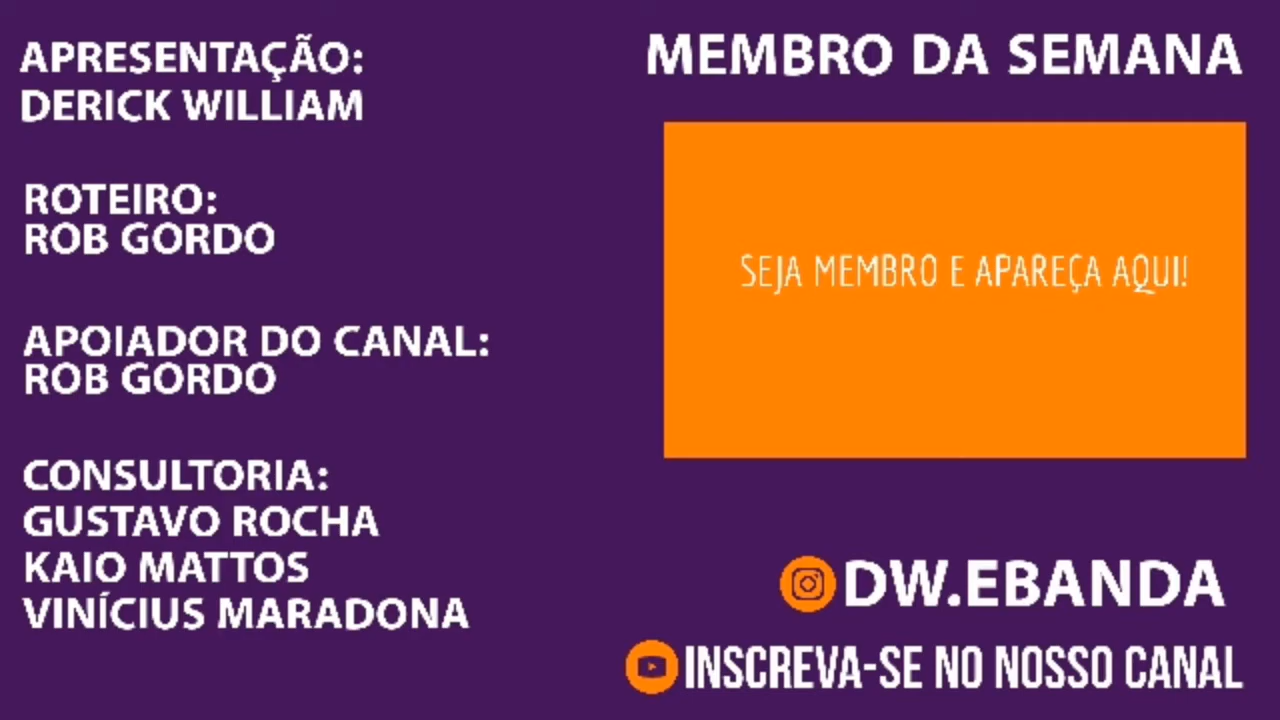 APRESENTAÇÃO:
DERICK WILLIAM
ROTEIRO:
ROB GORDO
APOIADOR DO CANAL:
ROB GORDO
CONSULTORIA:
GUSTAVO ROCHA
KAIO MATTOS
VINÍCIUS MARADONA
MEMBRO DA SEMANA
SEJA MEMBRO E APAREÇA AQUI!
DW.EBANDA
INSCREVA-SE NO NOSSO CANAL